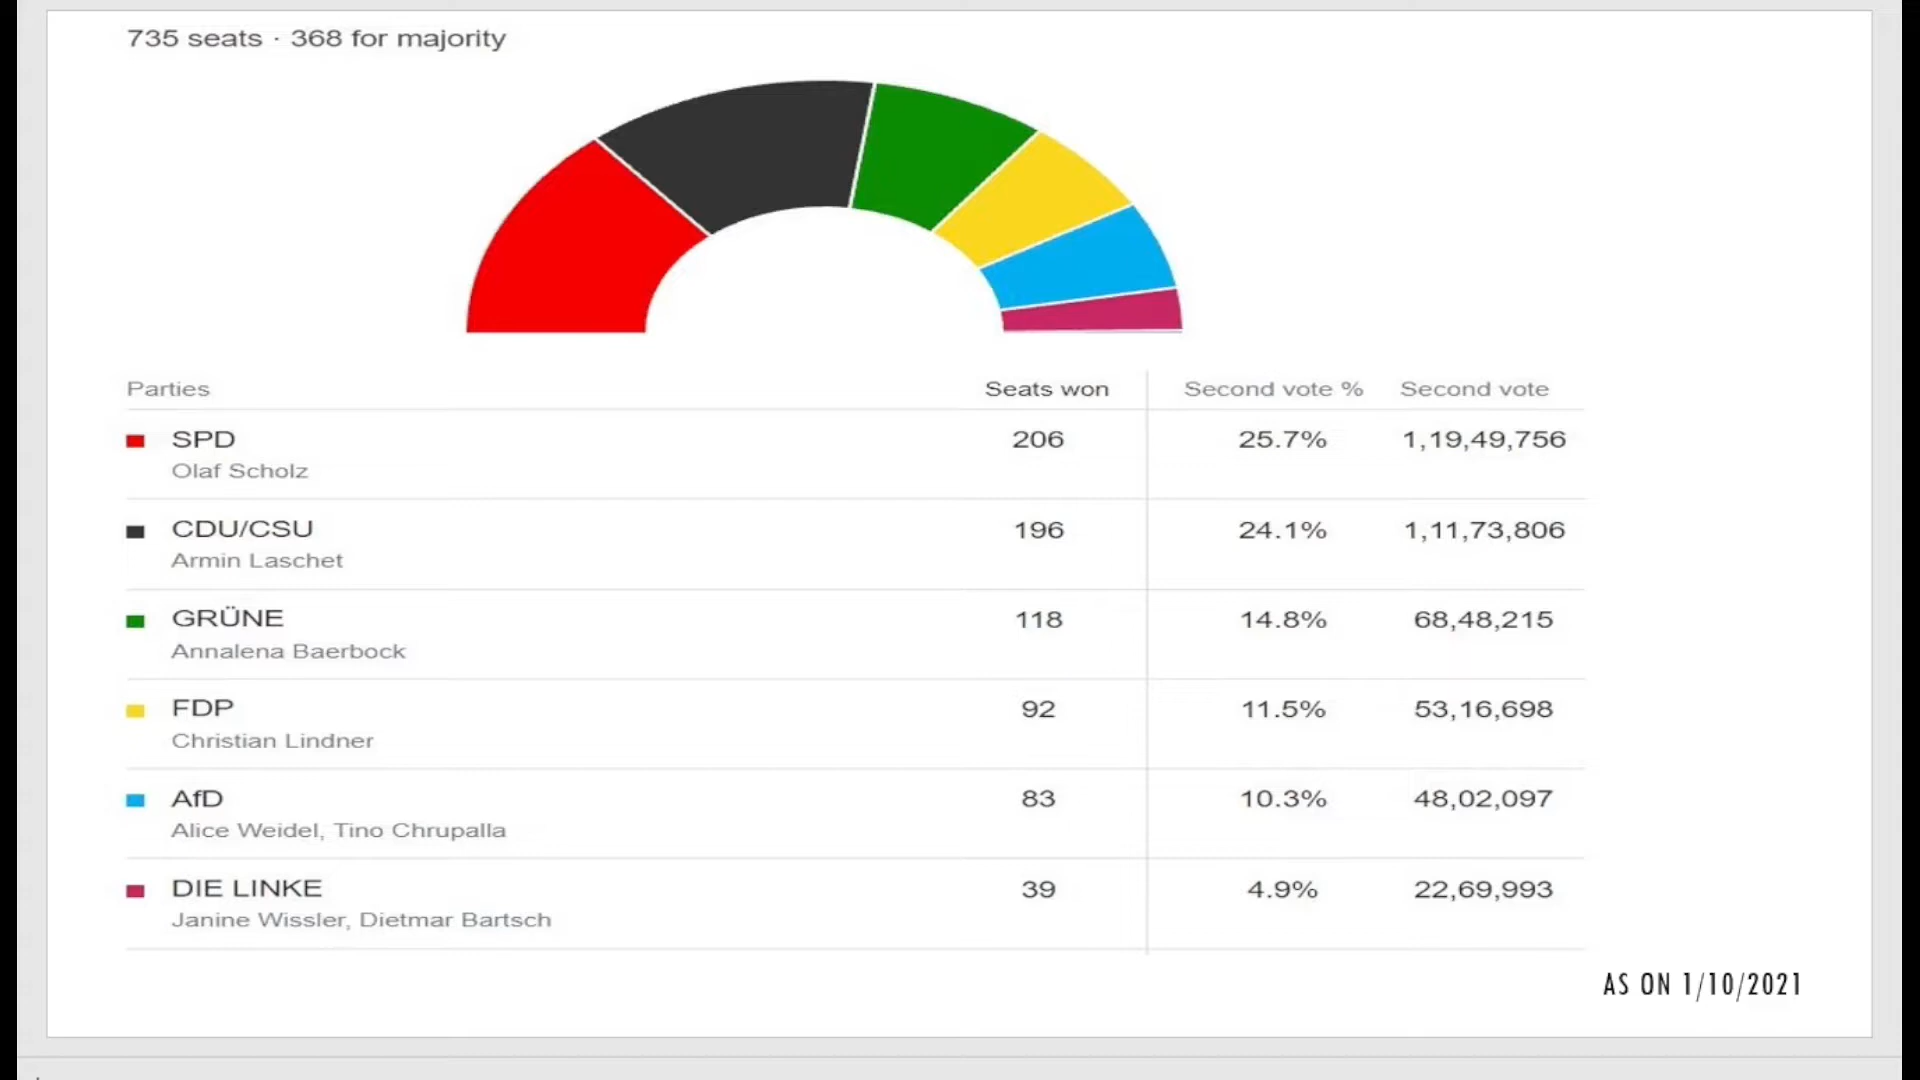 735 seats · 368 for majority
Parties Seats won Second vote % Second vote
SPD 206 25.7% 1,19,49,756
Olaf Scholz
CDU/CSU 196 24.1% 1,11,73,806
Armin Laschet
GRÜNE 118 14.8% 68,48,215
Annalena Baerbock
FDP 92 11.5% 53,16,698
Christian Lindner
AfD 83 10.3% 48,02,097
Alice Weidel, Tino Chrupalla
DIE LINKE 39 4.9% 22,69,993
Janine Wissler, Dietmar Bartsch
AS ON 1/10/2021